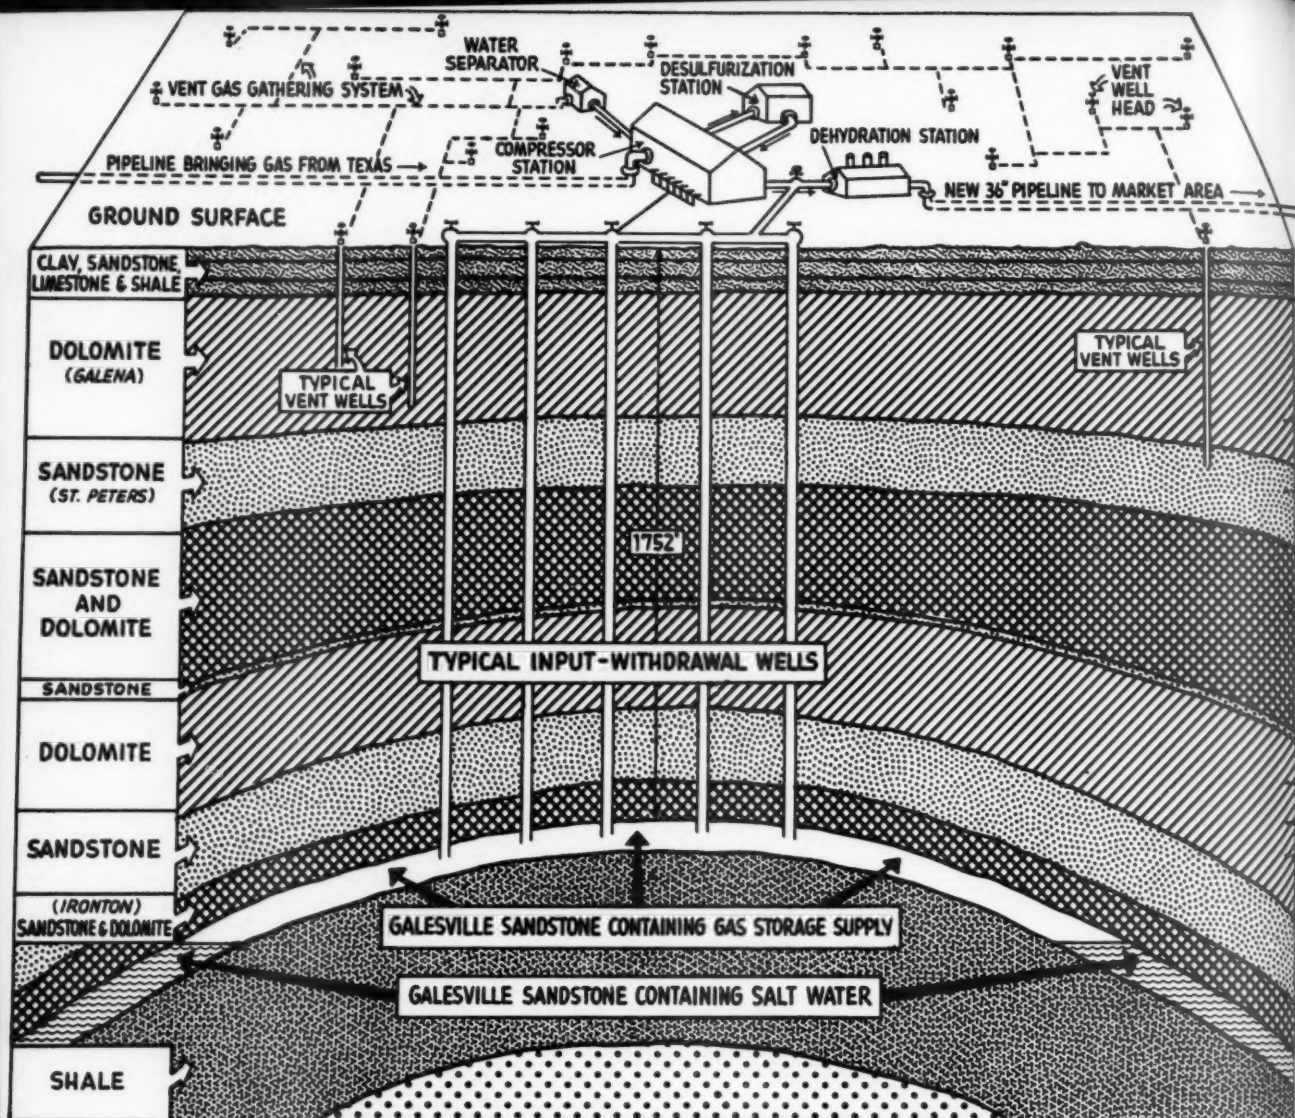 WATER
SEPARATOR
DESULFURIZATION
STATION
VENT
WELL
HEAD
VENT GAS GATHERING SYSTEM
COMPRESSOR
STATION
DEHYDRATION STATION
PIPELINE BRINGING GAS FROM TEXAS
NEW 36" PIPELINE TO MARKET AREA
GROUND SURFACE
CLAY, SANDSTONE,
LIMESTONE & SHALE
DOLOMITE
(GALENA)
TYPICAL
VENT WELLS
TYPICAL
VENT WELLS
SANDSTONE
(ST. PETERS)
1752'
SANDSTONE
AND
DOLOMITE
TYPICAL INPUT-WITHDRAWAL WELLS
SANDSTONE
DOLOMITE
SANDSTONE
(IRONTON)
SANDSTONE & DOLOMITE
GALESVILLE SANDSTONE CONTAINING GAS STORAGE SUPPLY
GALESVILLE SANDSTONE CONTAINING SALT WATER
SHALE